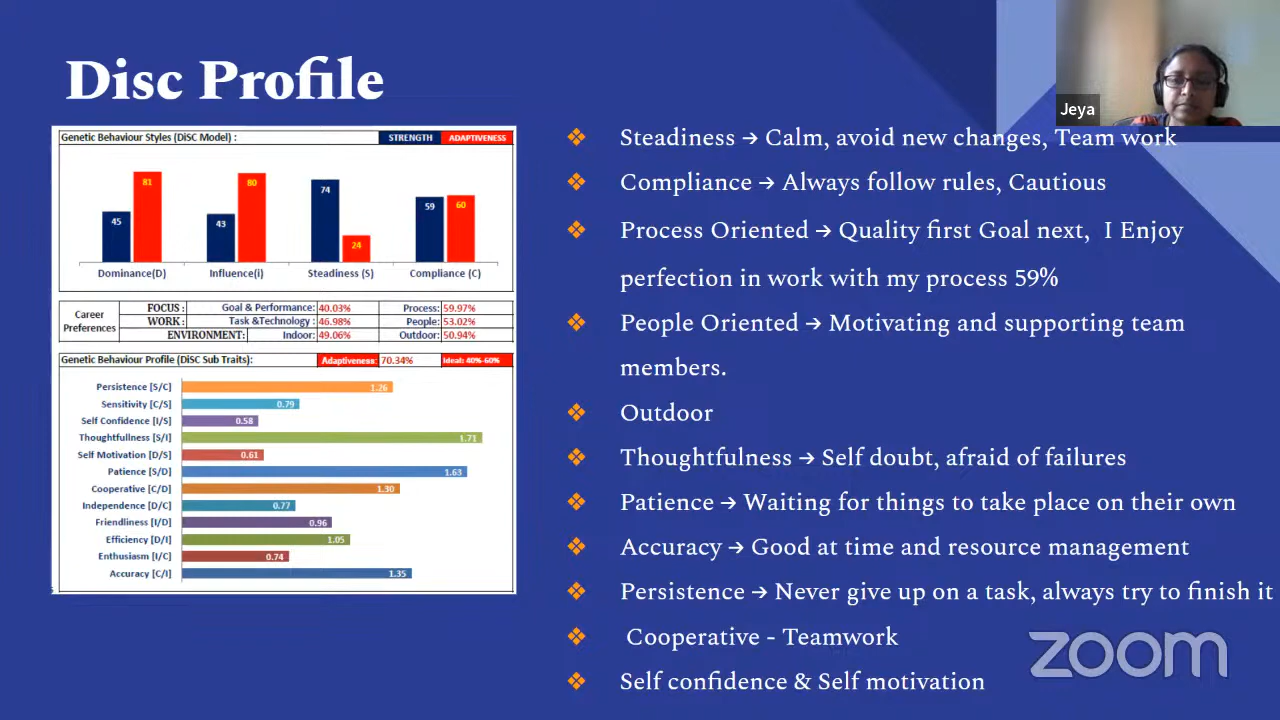 Disc Profile
Jeya
Genetic Behaviour Styles (DiSC Model) :
STRENGTH
ADAPTIVENESS
45
81
43
80
74
24
59
60
Dominance(D)
Influence(i)
Steadiness (S)
Compliance (C)
Career Preferences
FOCUS : Goal & Performance: 40.03% Process: 59.97%
WORK : Task &Technology : 46.98% People: 53.02%
ENVIRONMENT: Indoor: 49.06% Outdoor: 50.94%
Genetic Behaviour Profile (DiSC Sub Traits): Adaptiveness: 70.34% Ideal: 40%-60%
Persistence [S/C] 1.26
Sensitivity [C/S] 0.79
Self Confidence [I/S] 0.58
Thoughtfullness [S/I] 1.71
Self Motivation [D/S] 0.61
Patience [S/D] 1.63
Cooperative [C/D] 1.30
Independence [D/C] 0.77
Friendliness [I/D] 0.96
Efficiency [D/I] 1.05
Enthusiasm [I/C] 0.74
Accuracy [C/I] 1.35
❖ Steadiness → Calm, avoid new changes, Team work
❖ Compliance → Always follow rules, Cautious
❖ Process Oriented → Quality first Goal next, I Enjoy
perfection in work with my process 59%
❖ People Oriented → Motivating and supporting team
members.
❖ Outdoor
❖ Thoughtfulness → Self doubt, afraid of failures
❖ Patience → Waiting for things to take place on their own
❖ Accuracy → Good at time and resource management
❖ Persistence → Never give up on a task, always try to finish it
❖ Cooperative - Teamwork
❖ Self confidence & Self motivation
zoom